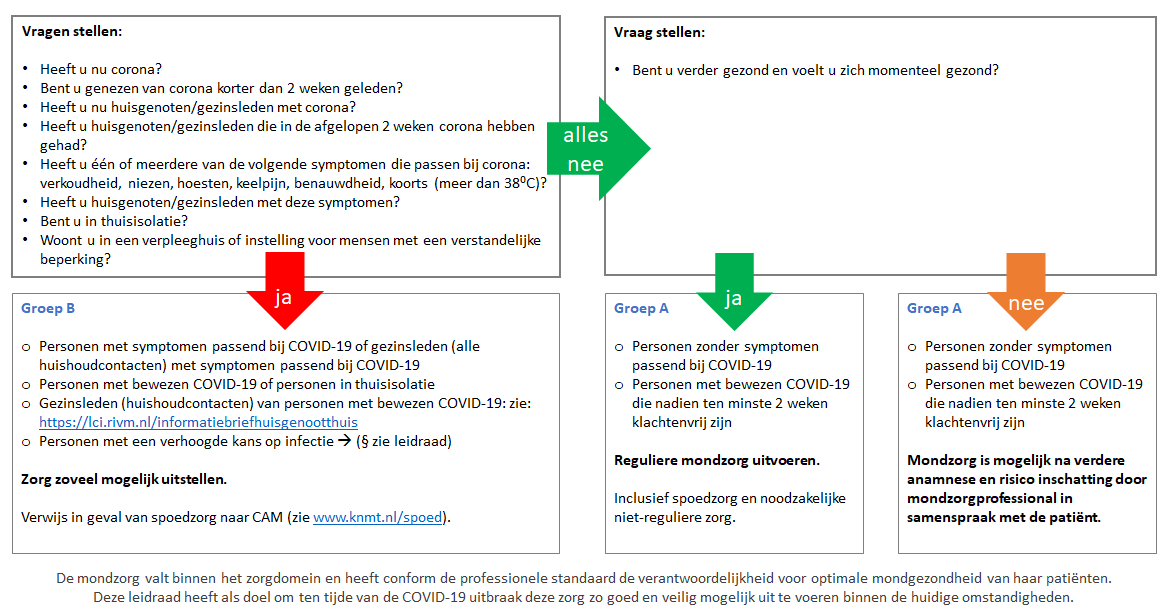 Vragen stellen:
• Heeft u nu corona?
• Bent u genezen van corona korter dan 2 weken geleden?
• Heeft u nu huisgenoten/gezinsleden met corona?
• Heeft u huisgenoten/gezinsleden die in de afgelopen 2 weken corona hebben
gehad?
• Heeft u één of meerdere van de volgende symptomen die passen bij corona:
verkoudheid, niezen, hoesten, keelpijn, benauwdheid, koorts (meer dan 38⁰C)?
• Heeft u huisgenoten/gezinsleden met deze symptomen?
• Bent u in thuisisolatie?
• Woont u in een verpleeghuis of instelling voor mensen met een verstandelijke
beperking?
alles
nee
Vraag stellen:
• Bent u verder gezond en voelt u zich momenteel gezond?
ja
Groep B
o Personen met symptomen passend bij COVID-19 of gezinsleden (alle
huishoudcontacten) met symptomen passend bij COVID-19
o Personen met bewezen COVID-19 of personen in thuisisolatie
o Gezinsleden (huishoudcontacten) van personen met bewezen COVID-19: zie:
https://lci.rivm.nl/informatiebriefhuisgenootthuis
o Personen met een verhoogde kans op infectie → (§ zie leidraad)
Zorg zoveel mogelijk uitstellen.
Verwijs in geval van spoedzorg naar CAM (zie www.knmt.nl/spoed).
ja
Groep A
o Personen zonder symptomen
passend bij COVID-19
o Personen met bewezen COVID-19
die nadien ten minste 2 weken
klachtenvrij zijn
Reguliere mondzorg uitvoeren.
Inclusief spoedzorg en noodzakelijke
niet-reguliere zorg.
nee
Groep A
o Personen zonder symptomen
passend bij COVID-19
o Personen met bewezen COVID-19
die nadien ten minste 2 weken
klachtenvrij zijn
Mondzorg is mogelijk na verdere
anamnese en risico inschatting door
mondzorgprofessional in
samenspraak met de patiënt.
De mondzorg valt binnen het zorgdomein en heeft conform de professionele standaard de verantwoordelijkheid voor optimale mondgezondheid van haar patiënten.
Deze leidraad heeft als doel om ten tijde van de COVID-19 uitbraak deze zorg zo goed en veilig mogelijk uit te voeren binnen de huidige omstandigheden.